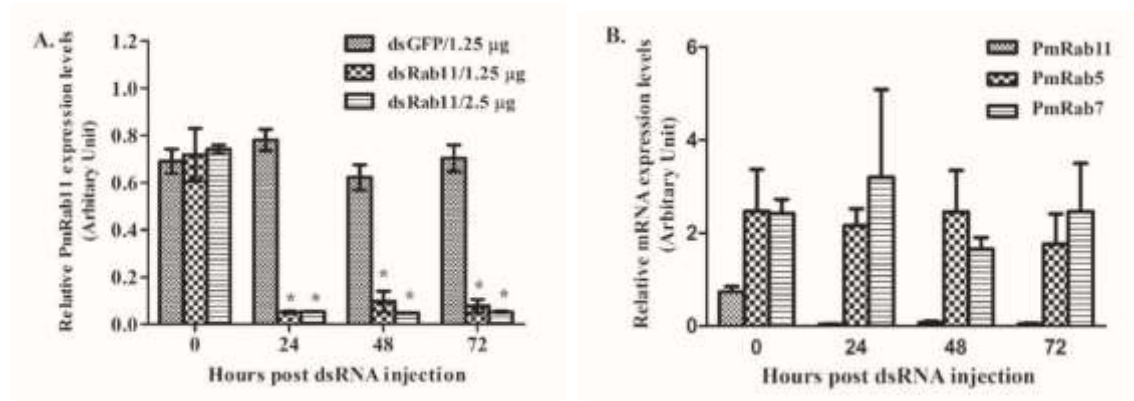 A.
Relative PmRab11 expression levels
(Arbitary Unit)
1.2
1.0
0.8
0.6
0.4
0.2
0.0
dsGFP/1.25 µg
dsRab11/1.25 µg
dsRab11/2.5 µg
* *
* *
* *
0 24 48 72
Hours post dsRNA injection
B.
Relative mRNA expression levels
(Arbitary Unit)
6
4
2
0
PmRab11
PmRab5
PmRab7
0 24 48 72
Hours post dsRNA injection